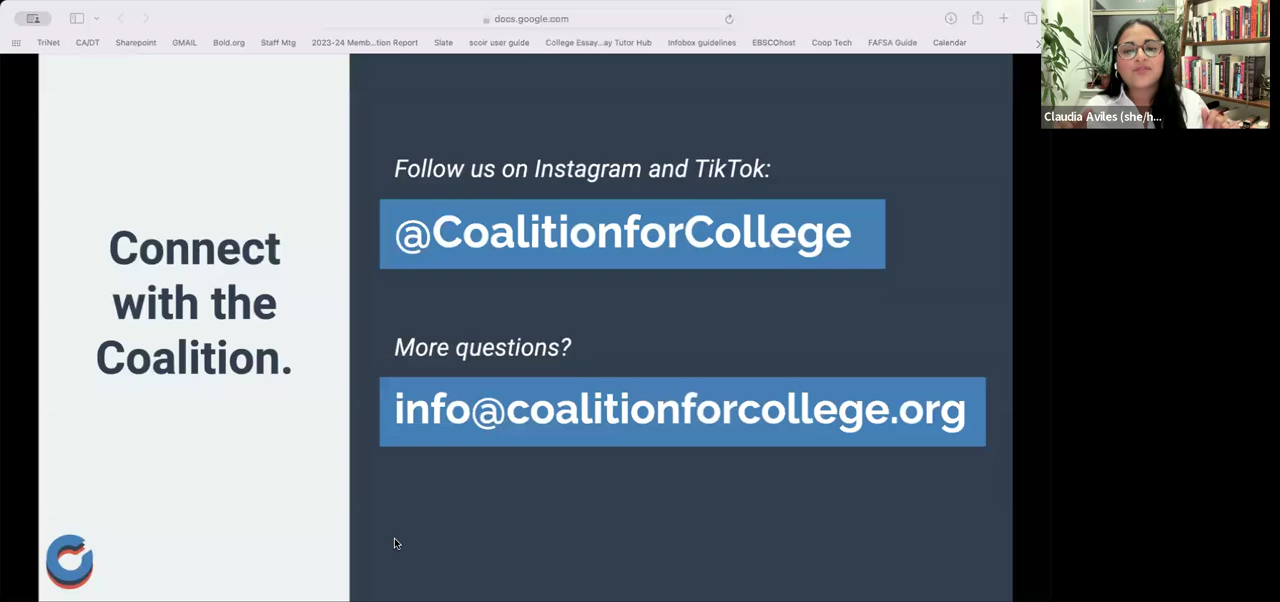 docs.google.com
TriNet CA/DT Sharepoint GMAIL Bold.org Staff Mtg 2023-24 Memb...tion Report Slate scoir user guide College Essay...ay Tutor Hub Infobox guidelines EBSCOhost Coop Tech FAFSA Guide Calendar
Claudia Aviles (she/h...
Connect
with the
Coalition.
Follow us on Instagram and TikTok:
@CoalitionforCollege
More questions?
info@coalitionforcollege.org